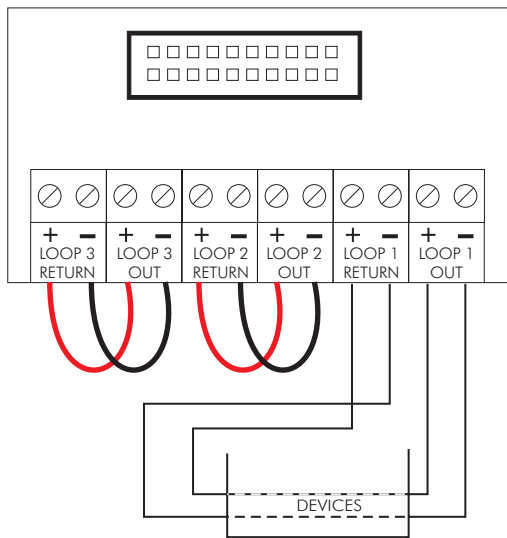 + − + − + − + − + − + −
LOOP 3 LOOP 3 LOOP 2 LOOP 2 LOOP 1 LOOP 1
RETURN OUT RETURN OUT RETURN OUT
DEVICES